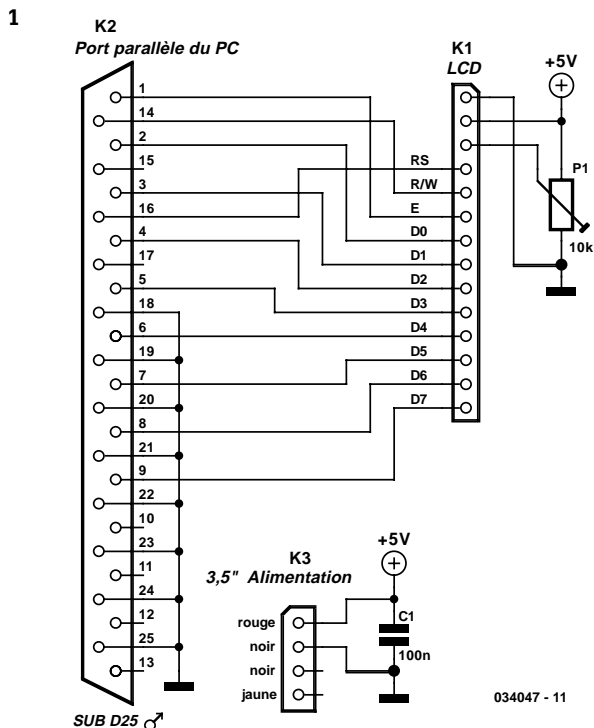 1
K2
Port parallèle du PC
1
14
2
15
3
16
4
17
5
18
6
19
7
20
8
21
9
22
10
23
11
24
12
25
13
SUB D25 ♂
K1
LCD
RS
R/W
E
D0
D1
D2
D3
D4
D5
D6
D7
+5V
P1
10k
K3
3,5" Alimentation
rouge
noir
noir
jaune
+5V
C1
100n
034047 - 11